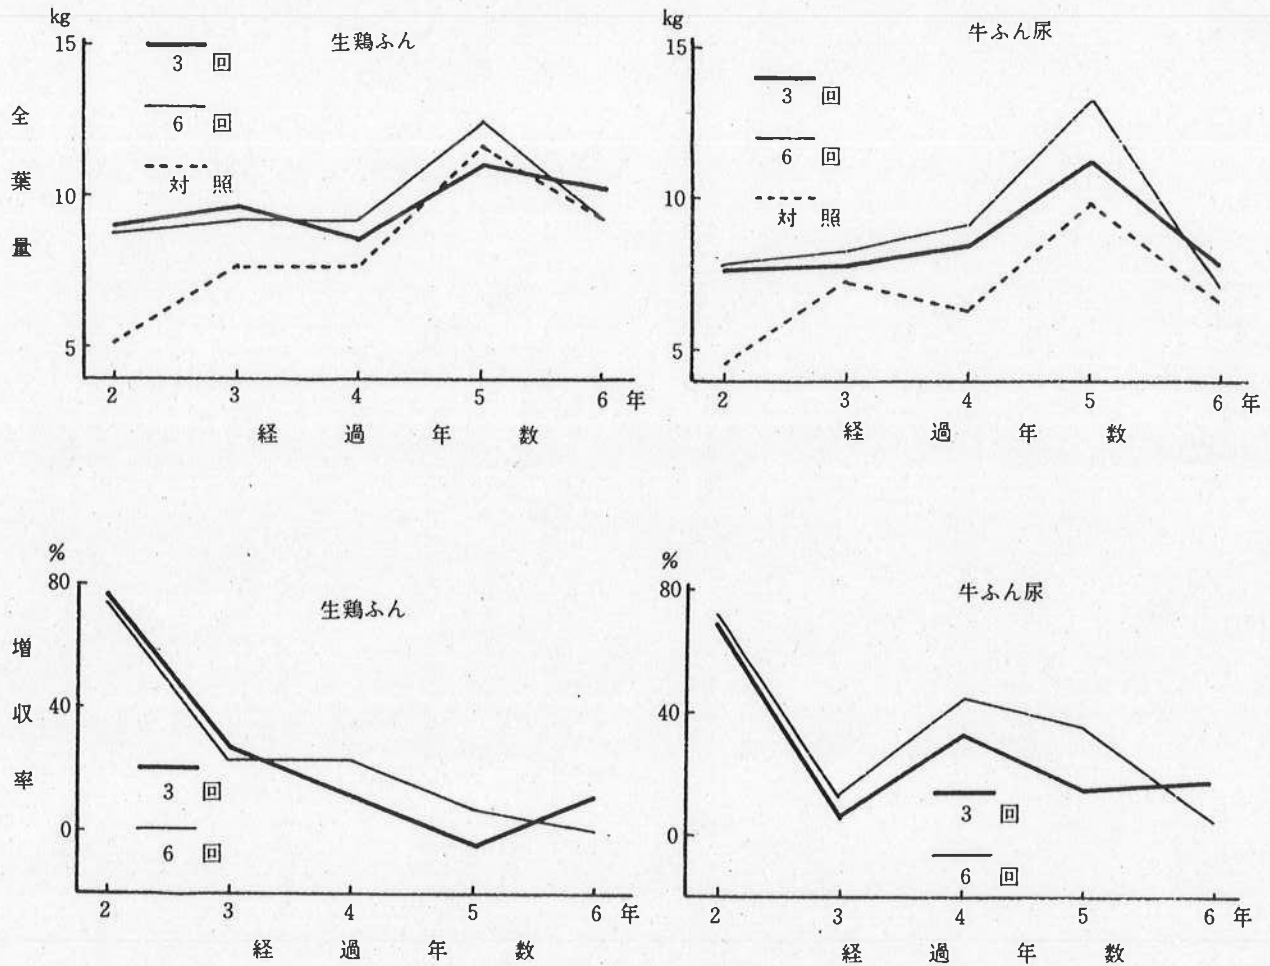 kg
15
10
5
全葉量
生鶏ふん
3 回
6 回
対 照
2 3 4 5 6 年
経 過 年 数
kg
15
10
5
牛ふん尿
3 回
6 回
対 照
2 3 4 5 6 年
経 過 年 数
%
80
40
0
増収率
生鶏ふん
3 回
6 回
2 3 4 5 6 年
経 過 年 数
%
80
40
0
牛ふん尿
3 回
6 回
2 3 4 5 6 年
経 過 年 数